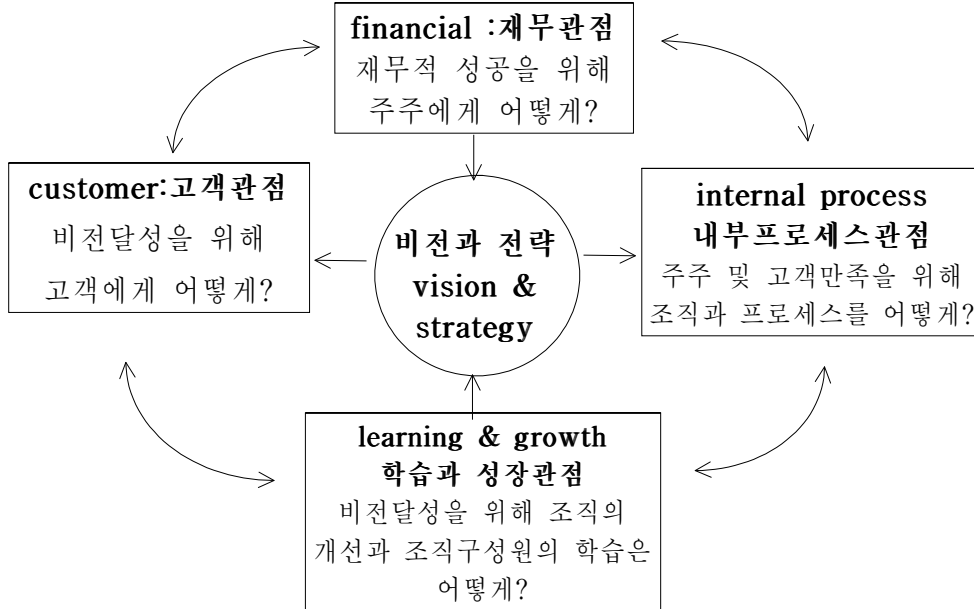 financial :재무관점
재무적 성공을 위해
주주에게 어떻게?
customer:고객관점
비전달성을 위해
고객에게 어떻게?
비전과 전략
vision &
strategy
internal process
내부프로세스관점
주주 및 고객만족을 위해
조직과 프로세스를 어떻게?
learning & growth
학습과 성장관점
비전달성을 위해 조직의
개선과 조직구성원의 학습은
어떻게?